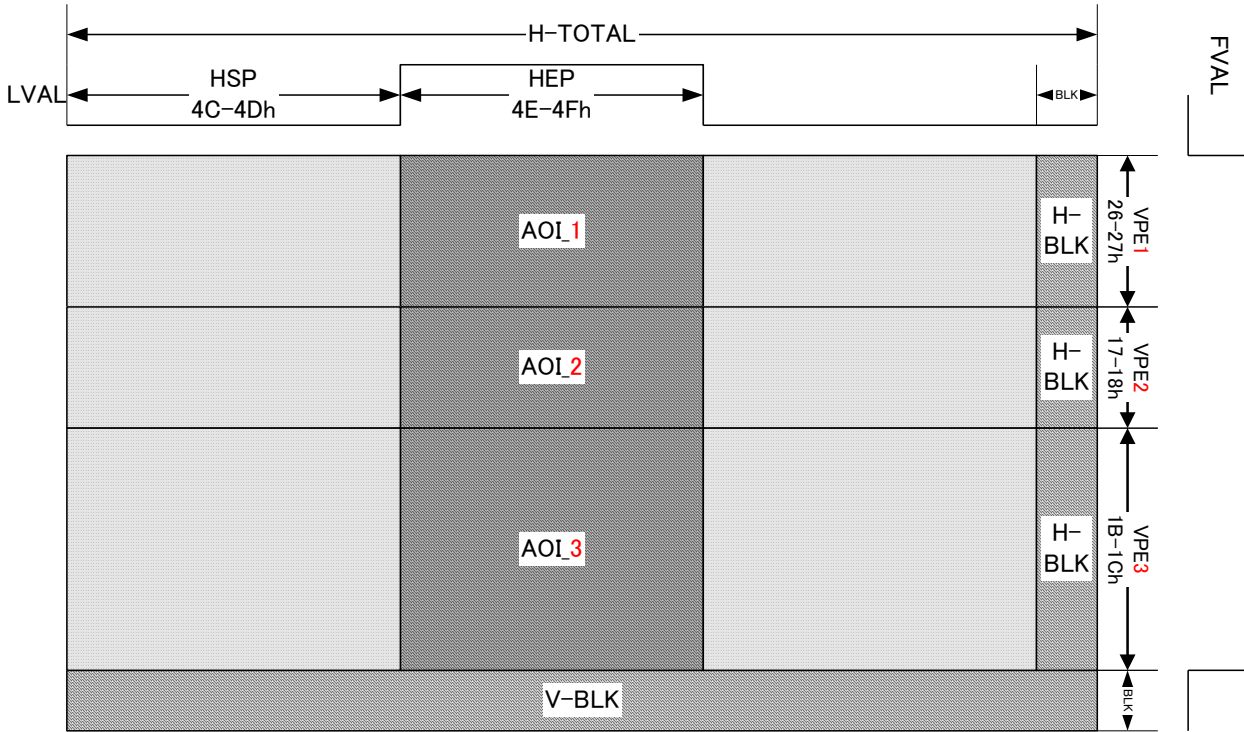 H-TOTAL
FVAL
LVAL
HSP
4C-4Dh
HEP
4E-4Fh
BLK
AOI_1
H-
BLK
VPE1
26-27h
AOI_2
H-
BLK
VPE2
17-18h
AOI_3
H-
BLK
VPE3
1B-1Ch
V-BLK
BLK